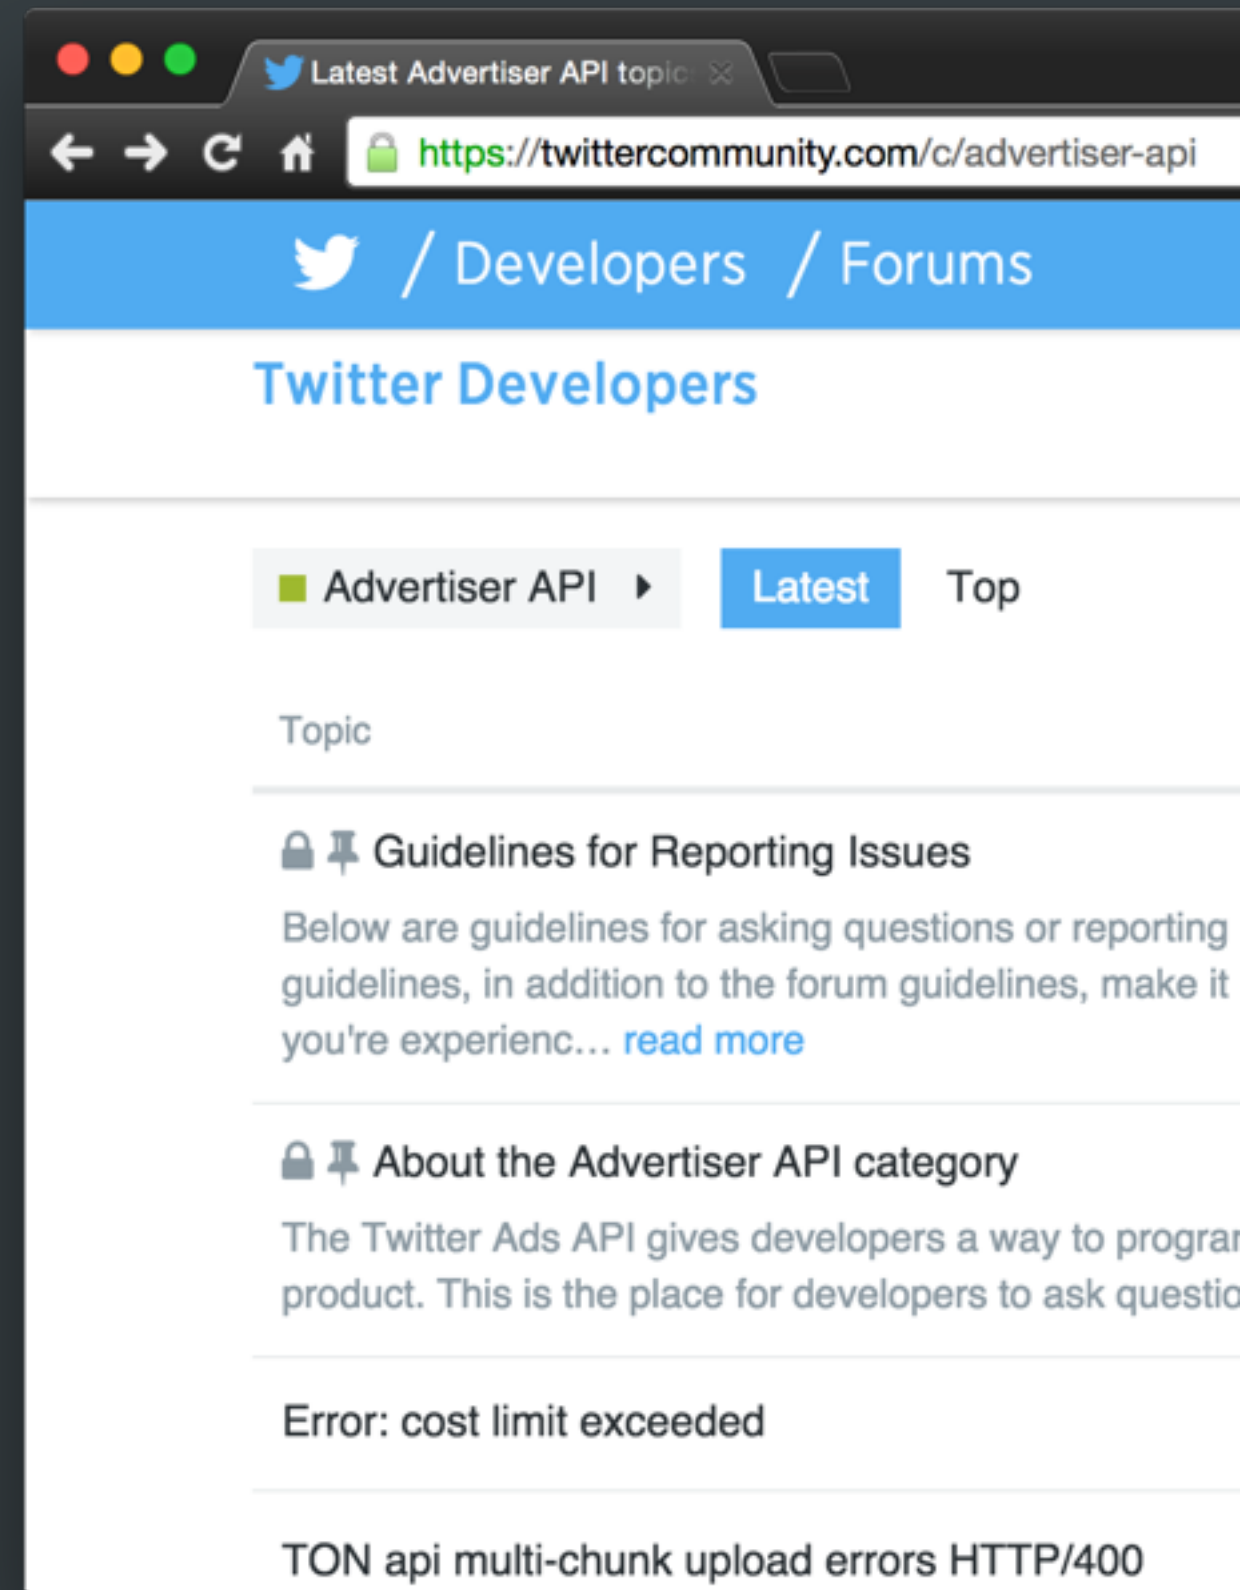 Latest Advertiser API topic
https://twittercommunity.com/c/advertiser-api
/ Developers / Forums
Twitter Developers
Advertiser API Latest Top
Topic
Guidelines for Reporting Issues
Below are guidelines for asking questions or reporting
guidelines, in addition to the forum guidelines, make it
you're experienc... read more
About the Advertiser API category
The Twitter Ads API gives developers a way to
product. This is the place for developers to ask
Error: cost limit exceeded
TON api multi-chunk upload errors HTTP/400